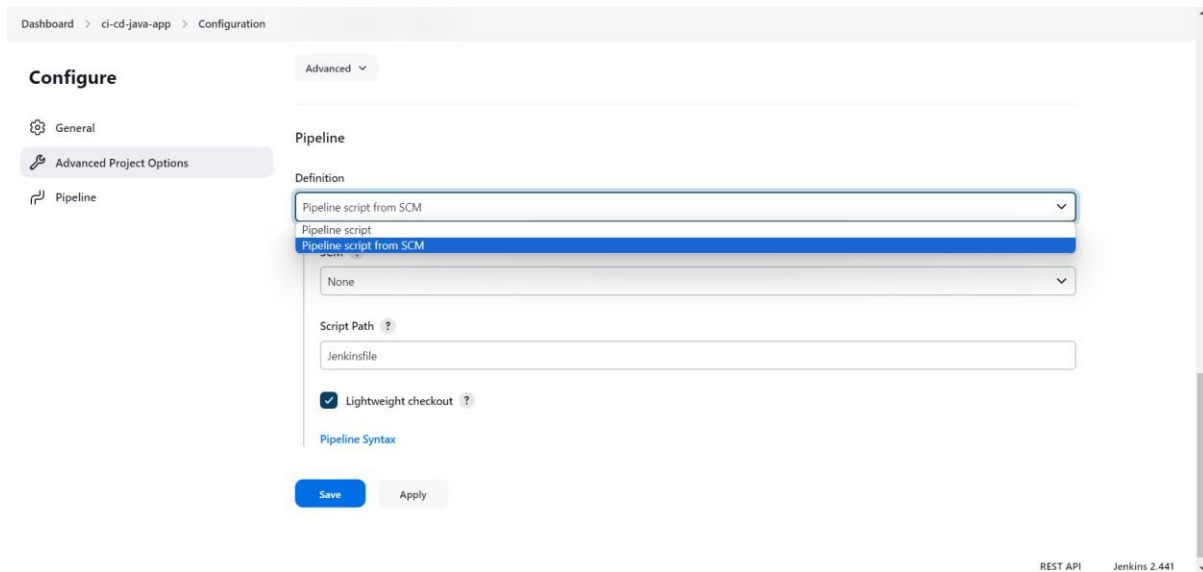 Dashboard > ci-cd-java-app > Configuration
Configure
General
Advanced Project Options
Pipeline
Advanced
Pipeline
Definition
Pipeline script from SCM
Pipeline script
Pipeline script from SCM
SCM ?
None
Script Path ?
Jenkinsfile
Lightweight checkout ?
Pipeline Syntax
Save Apply
REST API Jenkins 2.441